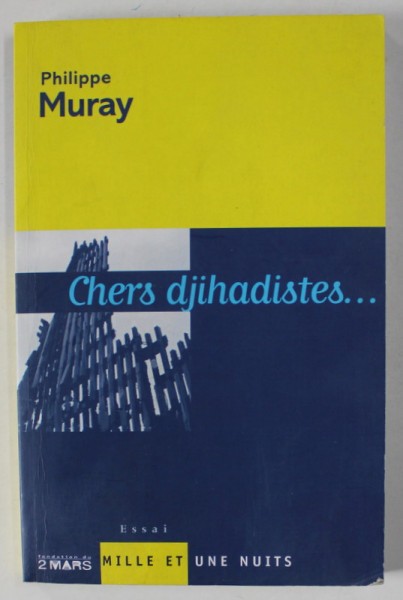 Philippe
Muray
Chers djihadistes...
Essai
fondation du
2 MARS
MILLE ET UNE NUITS